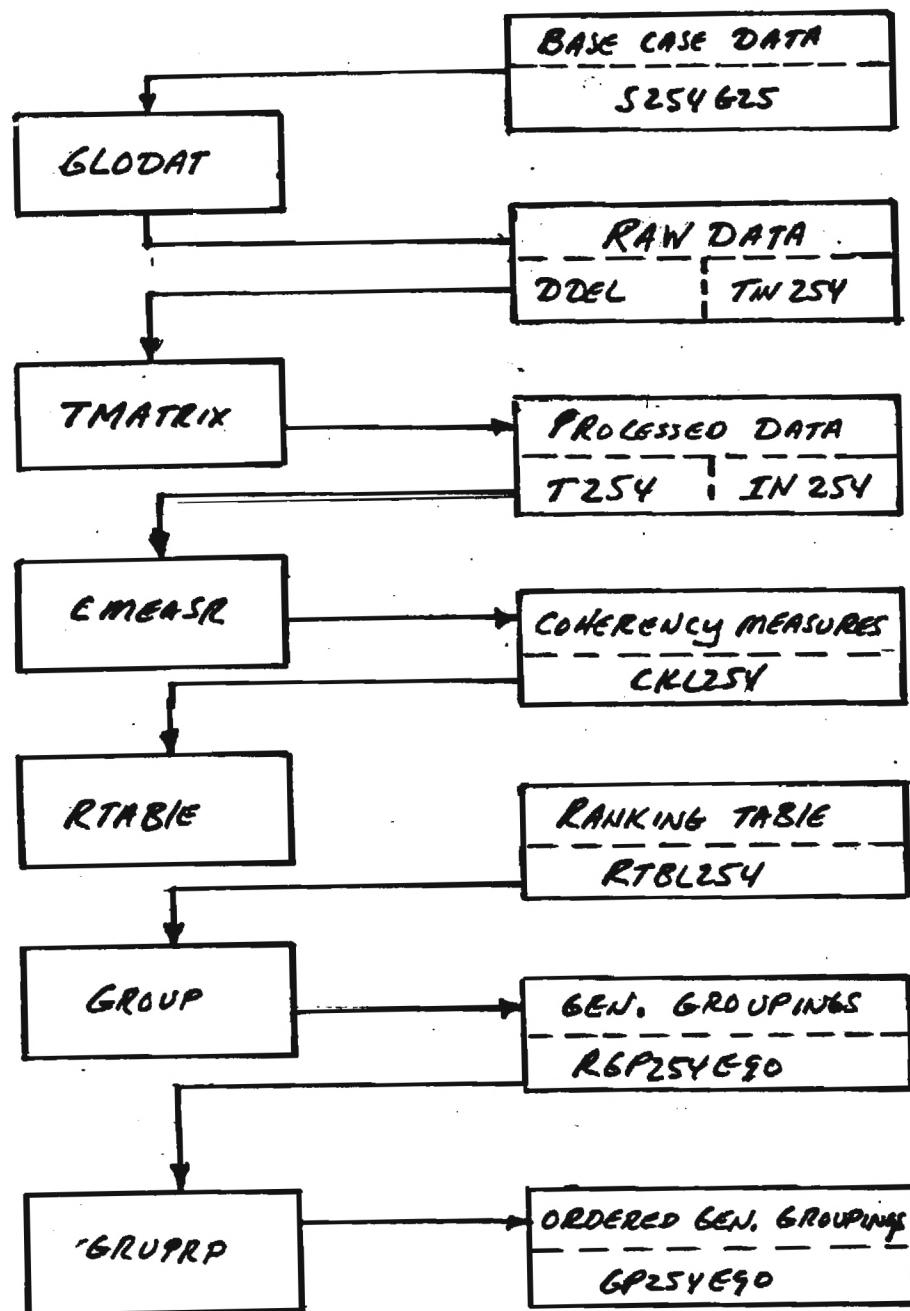 BASE CASE DATA
S254G25
GLODAT
RAW DATA
DDEL
TN254
TMATRIX
PROCESSED DATA
T254
IN254
CMEASR
COHERENCY MEASURES
CKL254
RTABLE
RANKING TABLE
RTBL254
GROUP
GEN. GROUPINGS
RGP254E90
GRUPRP
ORDERED GEN. GROUPINGS
GP254E90